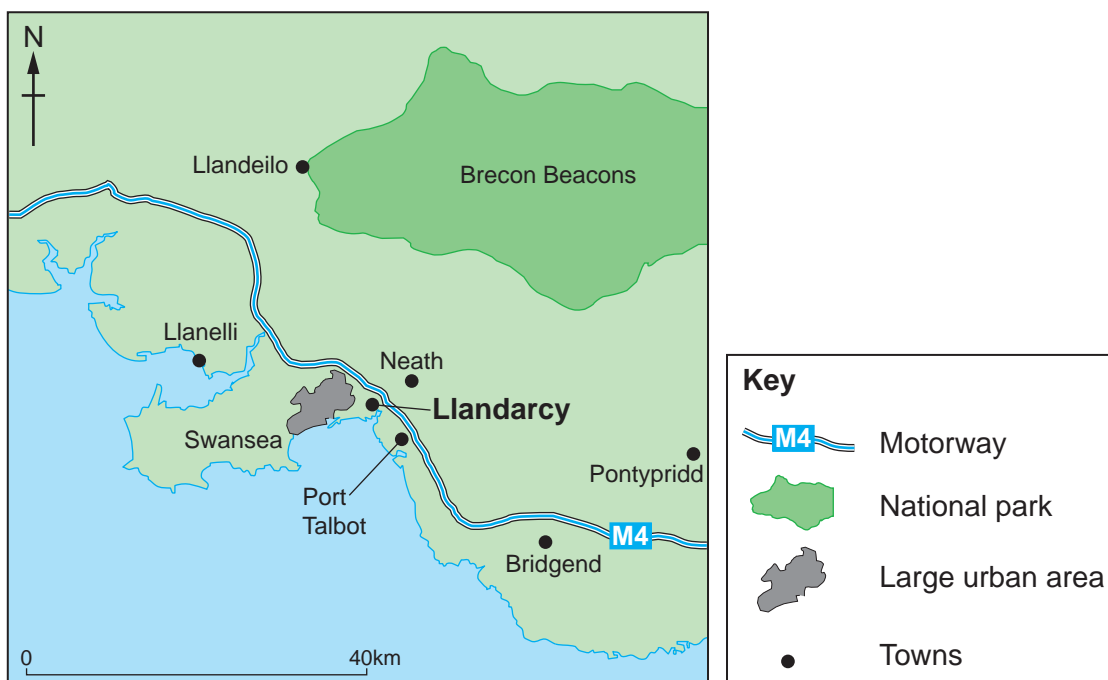 N
Llandeilo
Brecon Beacons
Llanelli
Neath
Llandarcy
Swansea
Port
Talbot
Pontypridd
M4
Bridgend
0
40km
Key
M4
Motorway
National park
Large urban area
Towns